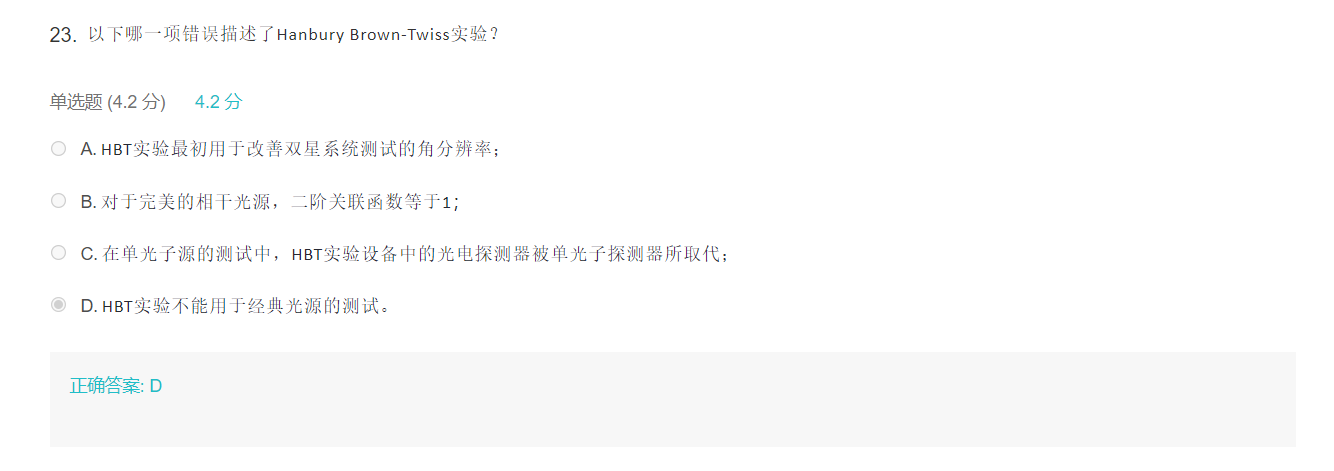 23. 以下哪一项错误描述了Hanbury Brown-Twiss实验？
单选题 (4.2 分) 4.2 分
A. HBT实验最初用于改善双星系统测试的角分辨率；
B. 对于完美的相干光源，二阶关联函数等于1；
C. 在单光子源的测试中，HBT实验设备中的光电探测器被单光子探测器所取代；
D. HBT实验不能用于经典光源的测试。
正确答案: D